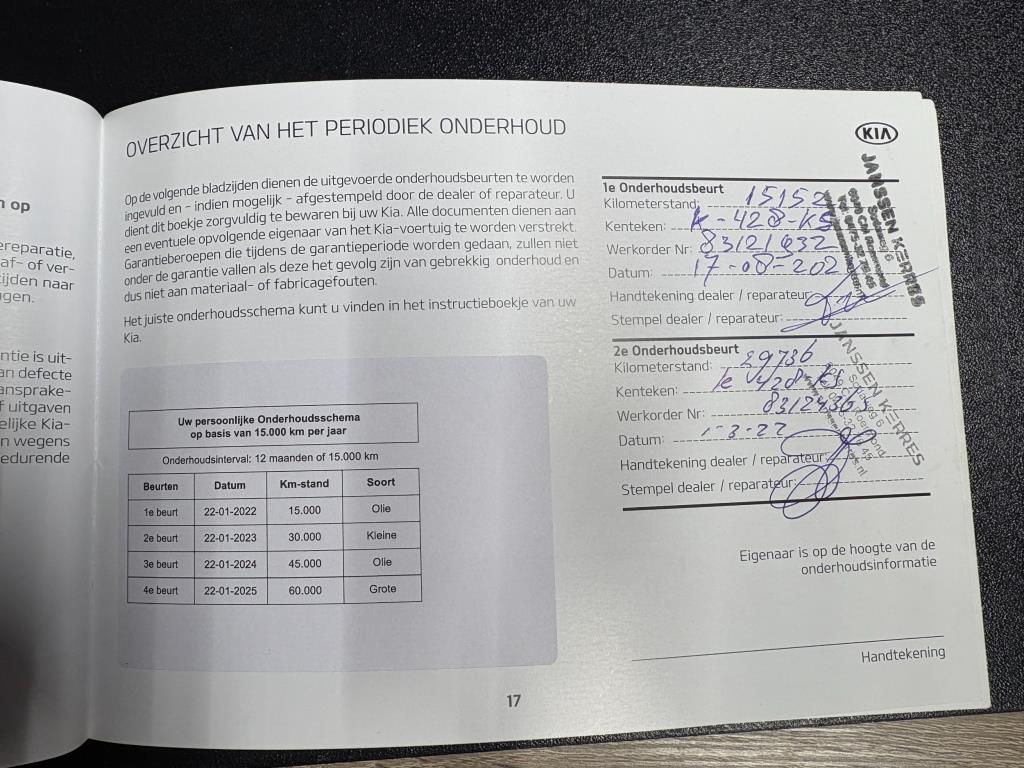 n op
ereparatie,
af- of ver-
ijden naar
ngen.
ntie is uit-
an defecte
ansprake-
f uitgaven
elijke Kia-
n wegens
edurende
OVERZICHT VAN HET PERIODIEK ONDERHOUD
Op de volgende bladzijden dienen de uitgevoerde onderhoudsbeurten te worden
ingevuld en - indien mogelijk - afgestempeld door de dealer of reparateur. U
dient dit boekje zorgvuldig te bewaren bij uw Kia. Alle documenten dienen aan
een eventuele opvolgende eigenaar van het Kia-voertuig te worden verstrekt.
Garantieberoepen die tijdens de garantieperiode worden gedaan, zullen niet
onder de garantie vallen als deze het gevolg zijn van gebrekkig onderhoud en
dus niet aan materiaal- of fabricagefouten.
Het juiste onderhoudsschema kunt u vinden in het instructieboekje van uw
Kia.
Uw persoonlijke Onderhoudsschema
op basis van 15.000 km per jaar
Onderhoudsinterval: 12 maanden of 15.000 km
Beurten Datum Km-stand Soort
1e beurt 22-01-2022 15.000 Olie
2e beurt 22-01-2023 30.000 Kleine
3e beurt 22-01-2024 45.000 Olie
4e beurt 22-01-2025 60.000 Grote
KIA
1e Onderhoudsbeurt
Kilometerstand: 15152
Kenteken: K-428-KS
Werkorder Nr: 83121832
Datum: 17-08-202
Handtekening dealer / reparateur:
Stempel dealer / reparateur:
JANSSEN KERRES
2e Onderhoudsbeurt
Kilometerstand: 29736
Kenteken: K 428 KS
Werkorder Nr: 8312436
Datum: 1-3-22
Handtekening dealer / reparateur:
Stempel dealer / reparateur:
JANSSEN KERRES
Eigenaar is op de hoogte van de
onderhoudsinformatie
Handtekening
17